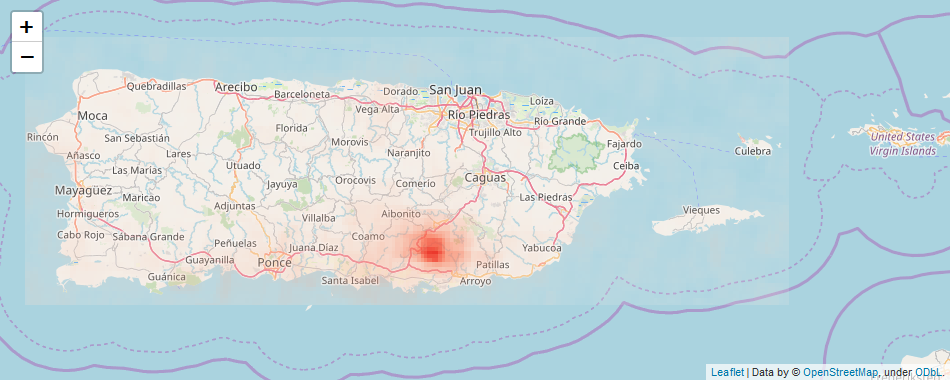 +
−
Quebradillas
Arecibo
Barceloneta
Dorado
San Juan
Loíza
Vega Alta
Moca
Río Piedras
Río Grande
Trujillo Alto
Florida
Rincón
San Sebastián
Morovis
Fajardo
United States
Virgin Islands
Añasco
Lares
Naranjito
Culebra
Utuado
Ceiba
Las Marías
Caguas
Jayuya
Orocovis
Comerío
Mayagüez
Maricao
Las Piedras
Adjuntas
Hormigueros
Villalba
Aibonito
Vieques
Cabo Rojo
Sábana Grande
Coamo
Peñuelas
Juana Díaz
Yabucoa
Guayanilla
Ponce
Patillas
Guánica
Santa Isabel
Arroyo
Leaflet | Data by © OpenStreetMap, under ODbL.